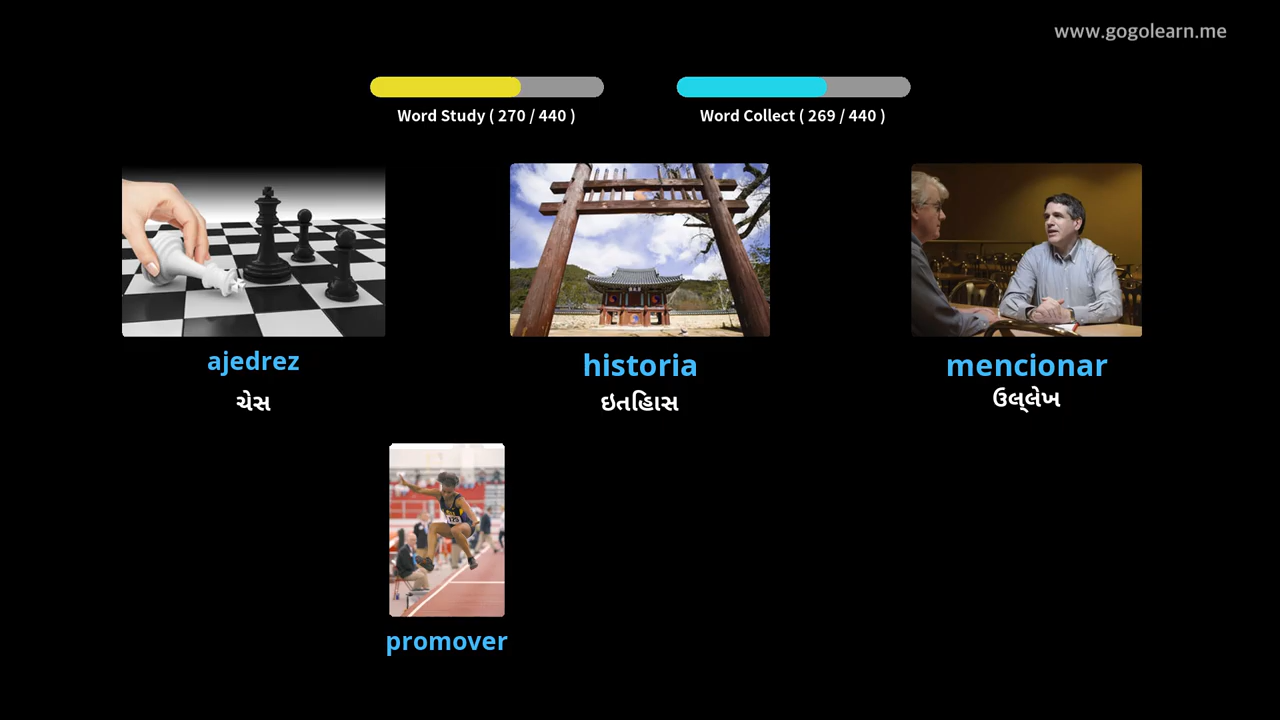 www.gogolearn.me
Word Study ( 270 / 440 )
Word Collect ( 269 / 440 )
ajedrez
historia
mencionar
ચેસ
ઇતિહાસ
ઉલ્લેખ
promover